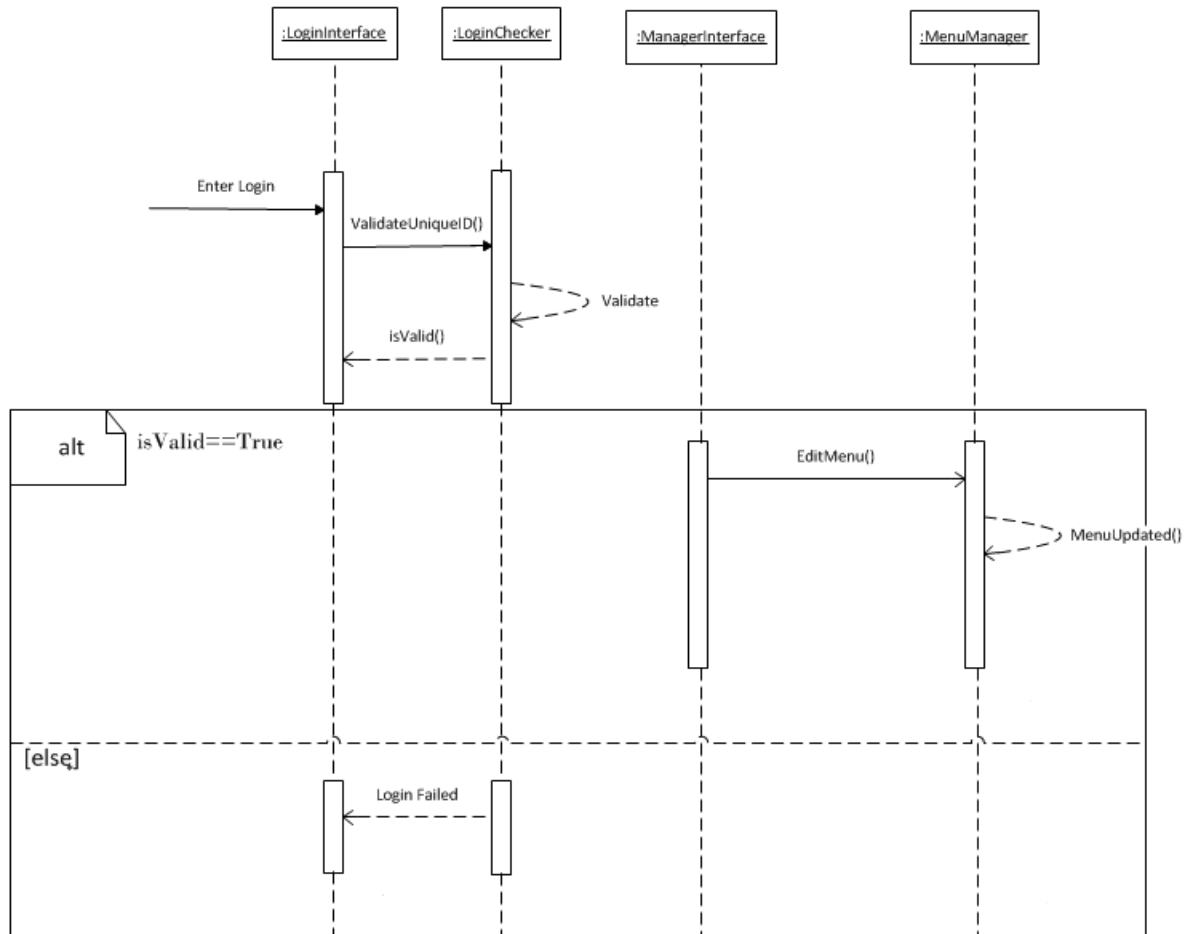 :LoginInterface
:LoginChecker
:ManagerInterface
:MenuManager
Enter Login
ValidateUniqueID()
Validate
isValid()
alt
isValid==True
EditMenu()
MenuUpdated()
[else]
Login Failed